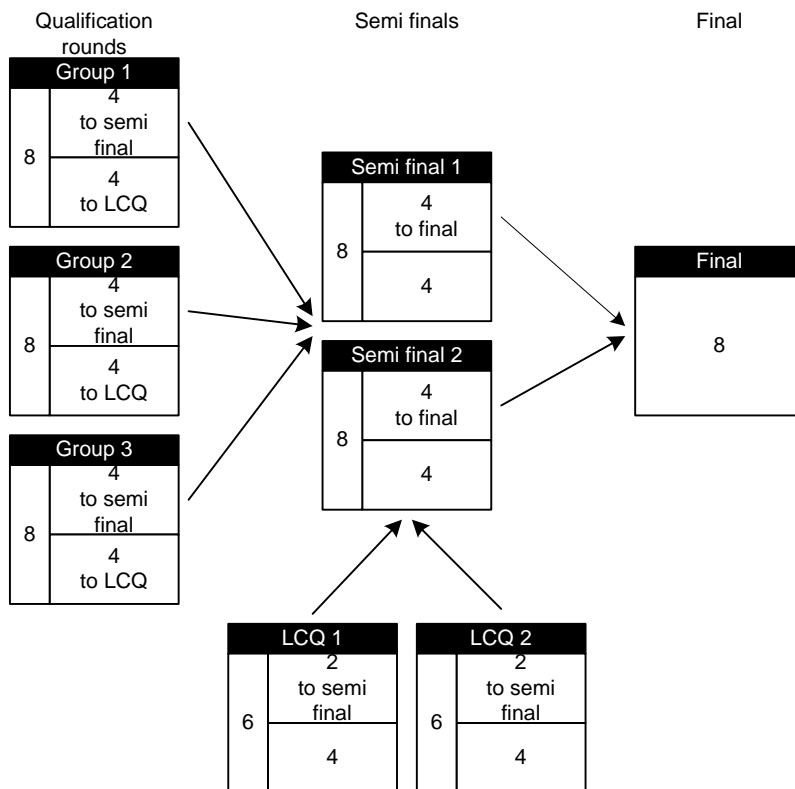 Qualification
rounds
Semi finals
Final
Group 1
8
4
to semi
final
4
to LCQ
Group 2
8
4
to semi
final
4
to LCQ
Group 3
8
4
to semi
final
4
to LCQ
Semi final 1
8
4
to final
4
Semi final 2
8
4
to final
4
Final
8
LCQ 1
6
2
to semi
final
4
LCQ 2
6
2
to semi
final
4